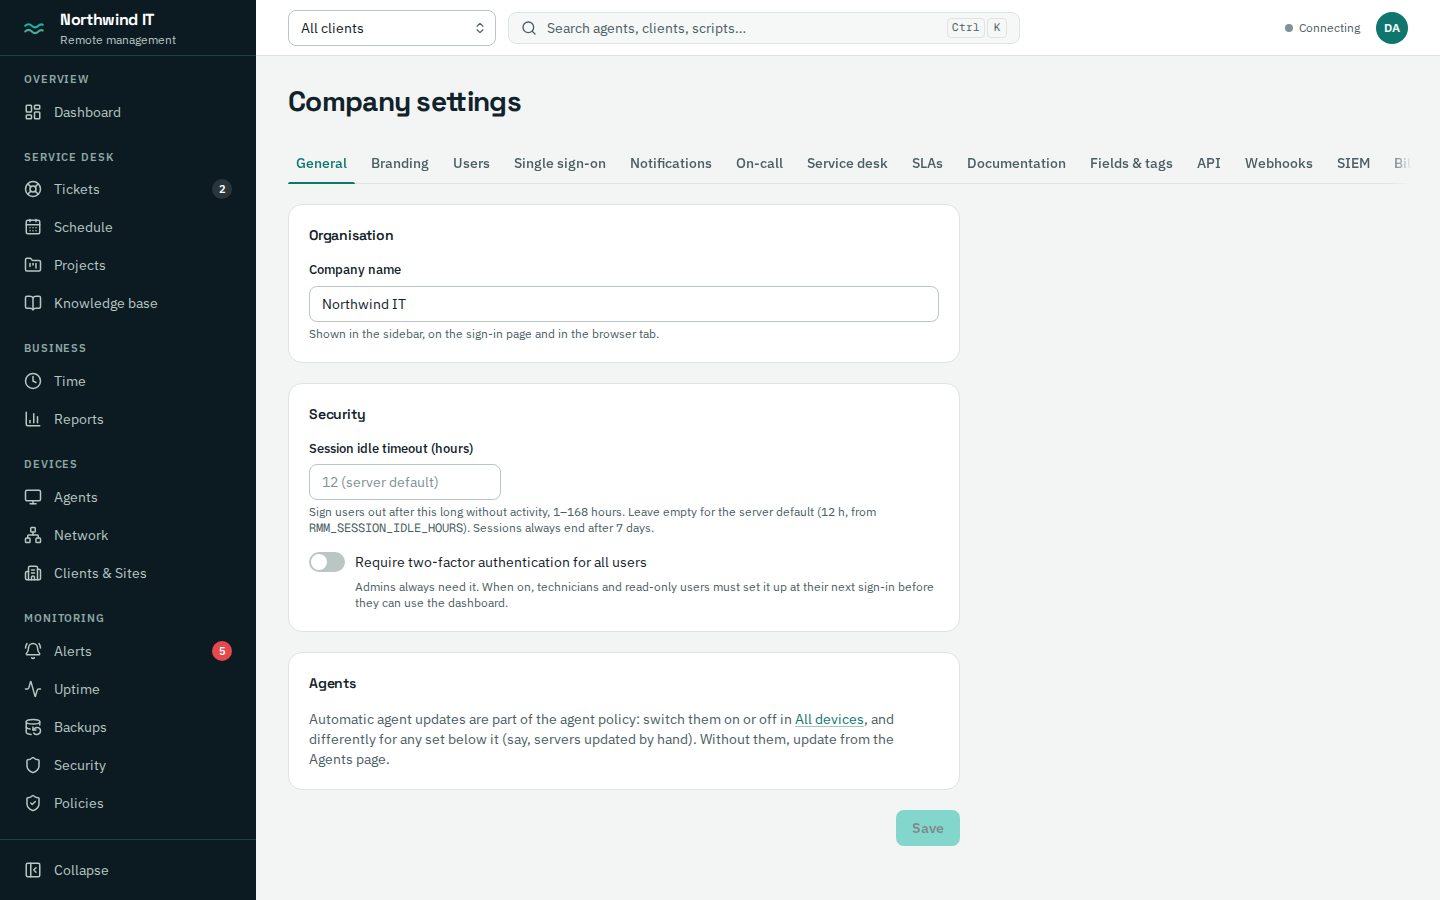 Northwind IT
Remote management
All clients
Search agents, clients, scripts...
Ctrl K
Connecting
DA
OVERVIEW
Dashboard
SERVICE DESK
Tickets 2
Schedule
Projects
Knowledge base
BUSINESS
Time
Reports
DEVICES
Agents
Network
Clients & Sites
MONITORING
Alerts 5
Uptime
Backups
Security
Policies
Collapse
Company settings
General Branding Users Single sign-on Notifications On-call Service desk SLAs Documentation Fields & tags API Webhooks SIEM
Organisation
Company name
Northwind IT
Shown in the sidebar, on the sign-in page and in the browser tab.
Security
Session idle timeout (hours)
12 (server default)
Sign users out after this long without activity, 1–168 hours. Leave empty for the server default (12 h, from
RMM_SESSION_IDLE_HOURS). Sessions always end after 7 days.
Require two-factor authentication for all users
Admins always need it. When on, technicians and read-only users must set it up at their next sign-in before
they can use the dashboard.
Agents
Automatic agent updates are part of the agent policy: switch them on or off in All devices, and
differently for any set below it (say, servers updated by hand). Without them, update from the
Agents page.
Save